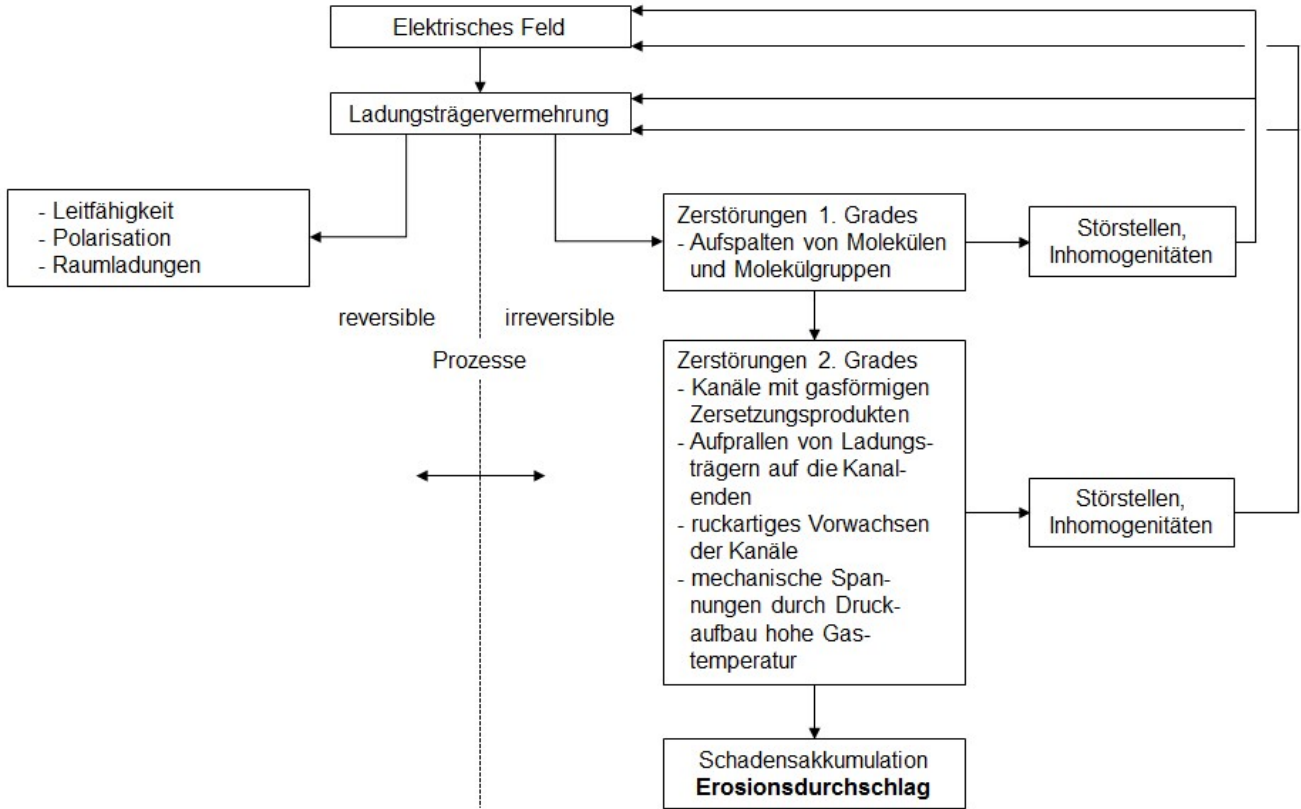 Elektrisches Feld
Ladungsträgervermehrung
- Leitfähigkeit
- Polarisation
- Raumladungen
Zerstörungen 1. Grades
- Aufspalten von Molekülen
und Molekülgruppen
Störstellen,
Inhomogenitäten
reversible
irreversible
Prozesse
Zerstörungen 2. Grades
- Kanäle mit gasförmigen
Zersetzungsprodukten
- Aufprallen von Ladungs-
trägern auf die Kanal-
enden
- ruckartiges Vorwachsen
der Kanäle
- mechanische Span-
nungen durch Druck-
aufbau hohe Gas-
temperatur
Störstellen,
Inhomogenitäten
Schadensakkumulation
Erosionsdurchschlag